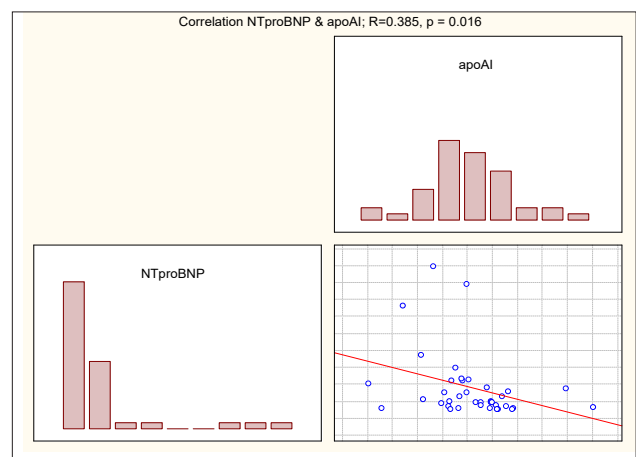 Correlation NTproBNP & apoAI; R=0.385, p = 0.016
apoAI
NTproBNP